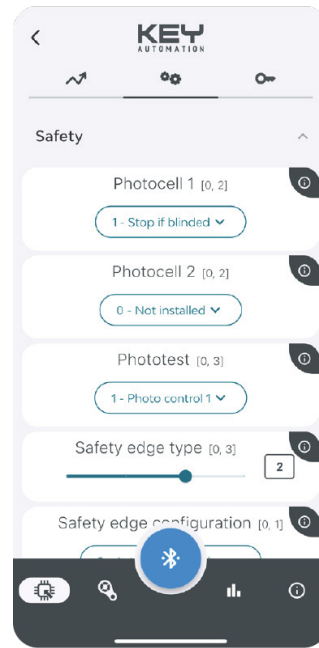 KEY
AUTOMATION
Safety
Photocell 1 [0, 2]
1 - Stop if blinded
Photocell 2 [0, 2]
0 - Not installed
Phototest [0, 3]
1 - Photo control 1
Safety edge type [0, 3]
2
Safety edge configuration [0, 1]